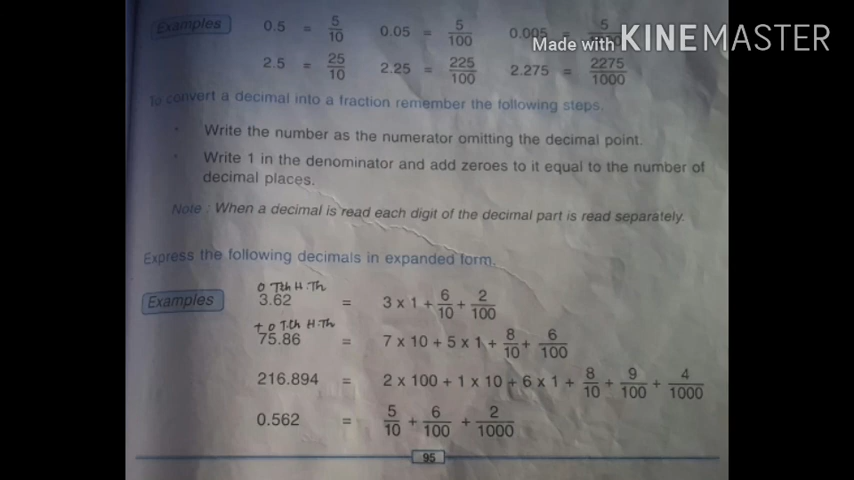 Examples 0.5 = 5/10 0.05 = 5/100 0.005 = 5/
Made with KINEMASTER
2.5 = 25/10 2.25 = 225/100 2.275 = 2275/1000
To convert a decimal into a fraction remember the following steps.
· Write the number as the numerator omitting the decimal point.
· Write 1 in the denominator and add zeroes to it equal to the number of
decimal places.
Note : When a decimal is read each digit of the decimal part is read separately.
Express the following decimals in expanded form.
O Tth H.Th
Examples 3.62 = 3 x 1 + 6/10 + 2/100
T O T.th H.Th
75.86 = 7 x 10 + 5 x 1 + 8/10 + 6/100
216.894 = 2 x 100 + 1 x 10 + 6 x 1 + 8/10 + 9/100 + 4/1000
0.562 = 5/10 + 6/100 + 2/1000
95